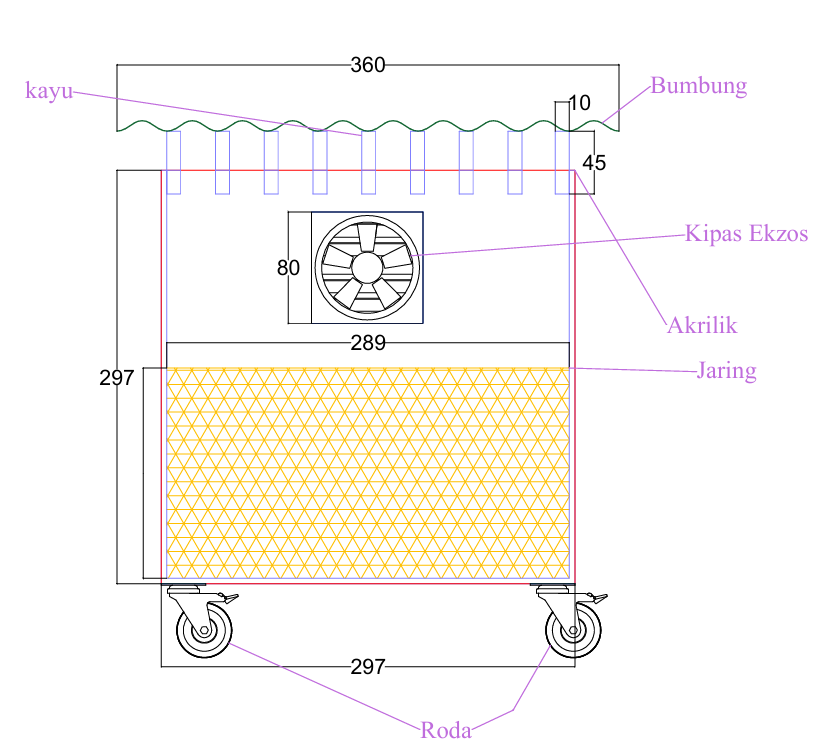 360
kayu
Bumbung
10
45
Kipas Ekzos
80
Akrilik
289
Jaring
297
297
Roda